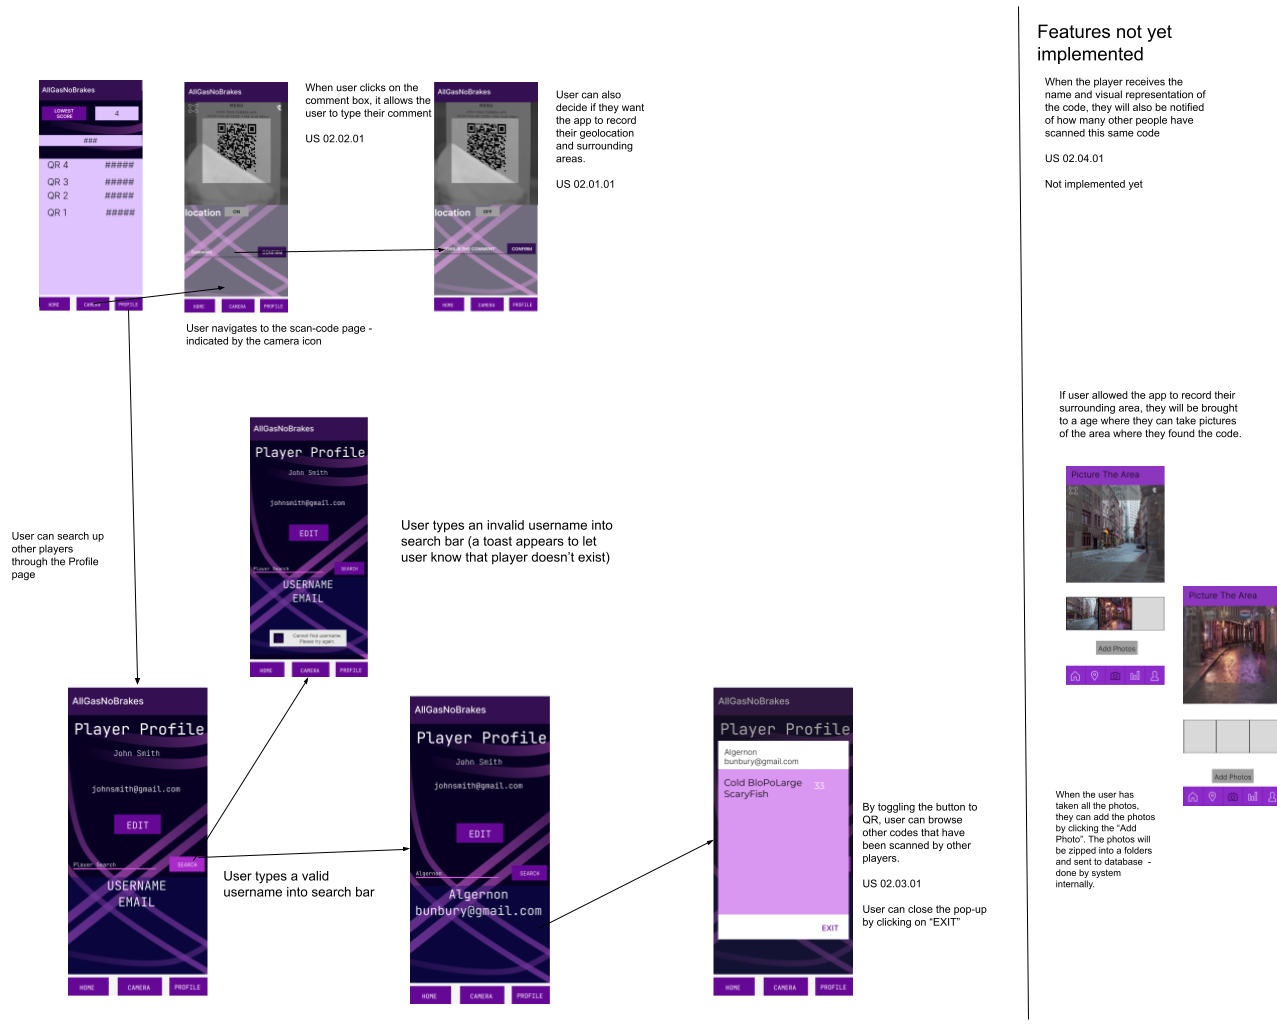 Features not yet
implemented
AllGasNoBrakes
LOWEST
SCORE
4
###
QR 4 #####
QR 3 #####
QR 2 #####
QR 1 #####
HOME CAMERA PROFILE
AllGasNoBrakes
MENU
location ON
CONFIRM
HOME CAMERA PROFILE
When user clicks on the
comment box, it allows the
user to type their comment
US 02.02.01
AllGasNoBrakes
MENU
location OFF
THIS IS THE COMMENT CONFIRM
HOME CAMERA PROFILE
User can also
decide if they want
the app to record
their geolocation
and surrounding
areas.
US 02.01.01
When the player receives the
name and visual representation of
the code, they will also be notified
of how many other people have
scanned this same code
US 02.04.01
Not implemented yet
User navigates to the scan-code page -
indicated by the camera icon
If user allowed the app to record their
surrounding area, they will be brought
to a age where they can take pictures
of the area where they found the code.
AllGasNoBrakes
Player Profile
John Smith
johnsmith@gmail.com
EDIT
Player Search SEARCH
USERNAME
EMAIL
Cannot find username.
Please try again.
HOME CAMERA PROFILE
User types an invalid username into
search bar (a toast appears to let
user know that player doesn't exist)
User can search up
other players
through the Profile
page
Picture The Area
Add Photos
Picture The Area
Add Photos
AllGasNoBrakes
Player Profile
John Smith
johnsmith@gmail.com
EDIT
Player Search SEARCH
USERNAME
EMAIL
HOME CAMERA PROFILE
User types a valid
username into search bar
AllGasNoBrakes
Player Profile
John Smith
johnsmith@gmail.com
EDIT
Algernon SEARCH
Algernon
bunbury@gmail.com
HOME CAMERA PROFILE
AllGasNoBrakes
Player Profile
Algernon
bunbury@gmail.com
Cold BloPoLarge 33
ScaryFish
EXIT
HOME CAMERA PROFILE
By toggling the button to
QR, user can browse
other codes that have
been scanned by other
players.
US 02.03.01
User can close the pop-up
by clicking on "EXIT"
When the user has
taken all the photos,
they can add the photos
by clicking the "Add
Photo". The photos will
be zipped into a folders
and sent to database -
done by system
internally.